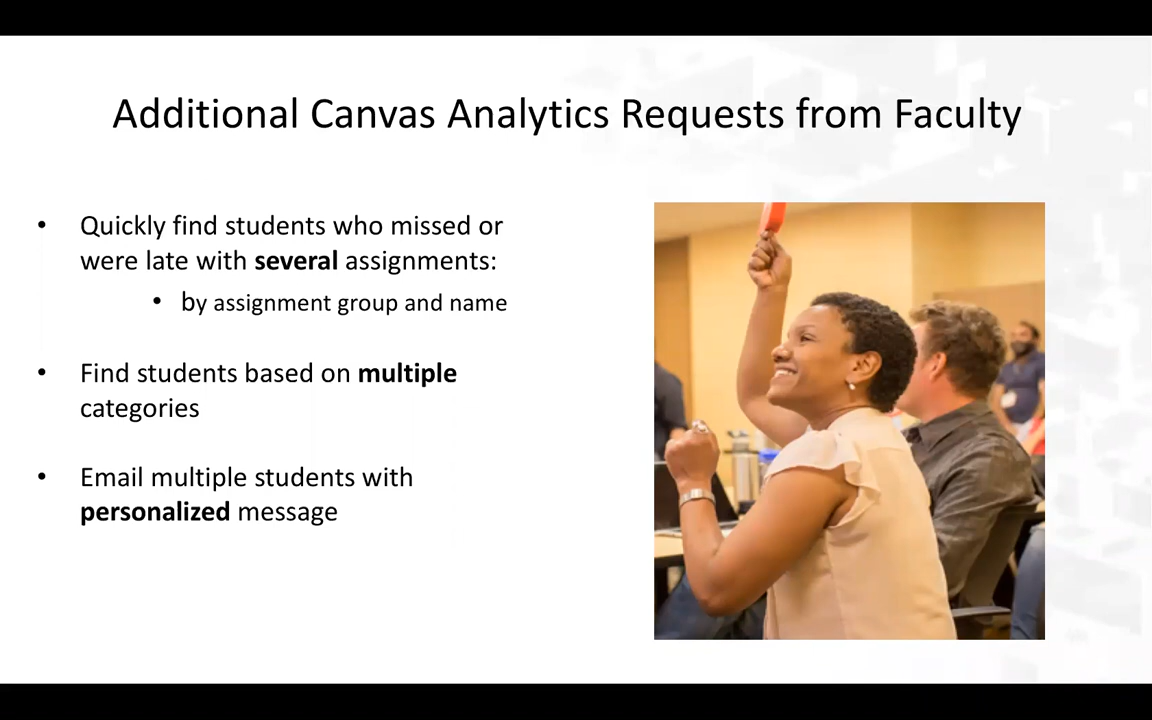 Additional Canvas Analytics Requests from Faculty
• Quickly find students who missed or
were late with several assignments:
• by assignment group and name
• Find students based on multiple
categories
• Email multiple students with
personalized message